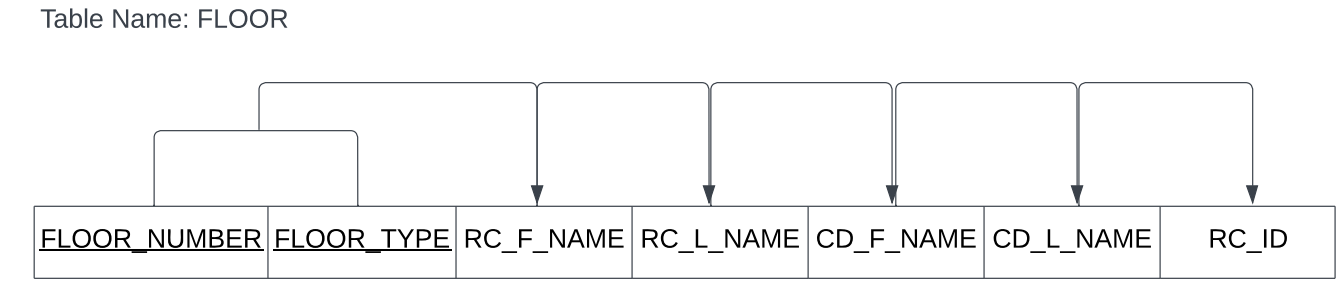 Table Name: FLOOR
FLOOR_NUMBER FLOOR_TYPE RC_F_NAME RC_L_NAME CD_F_NAME CD_L_NAME RC_ID